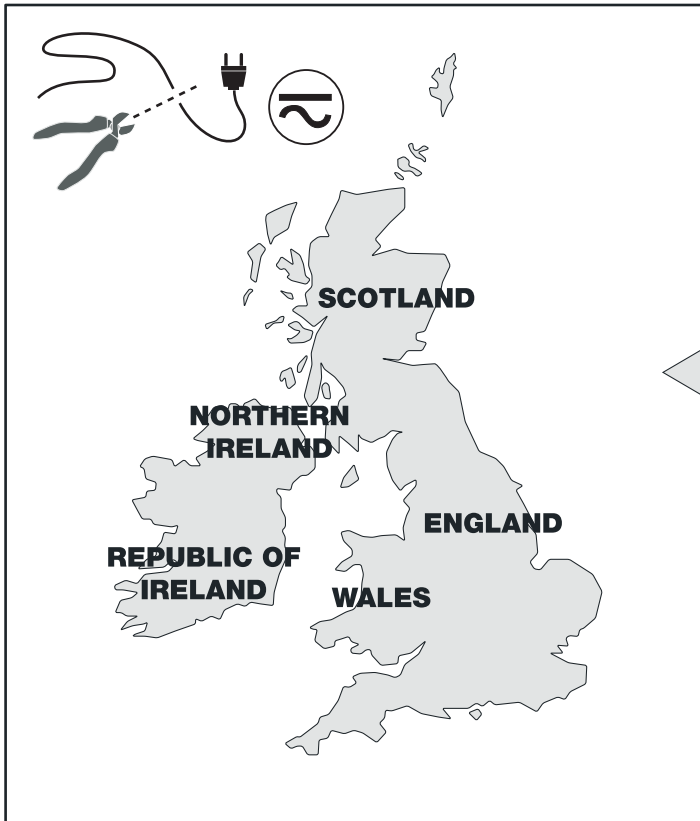 SCOTLAND
NORTHERN
IRELAND
ENGLAND
REPUBLIC OF
IRELAND
WALES